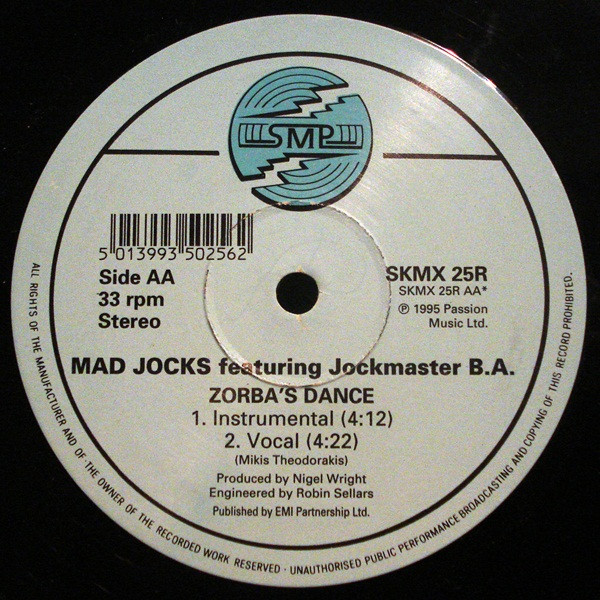 SMP
5 013993 502562
Side AA
33 rpm
Stereo
SKMX 25R
SKMX 25R AA*
℗ 1995 Passion
Music Ltd.
MAD JOCKS featuring Jockmaster B.A.
ZORBA'S DANCE
1. Instrumental (4:12)
2. Vocal (4:22)
(Mikis Theodorakis)
Produced by Nigel Wright
Engineered by Robin Sellars
Published by EMI Partnership Ltd.
ALL RIGHTS OF THE MANUFACTURER AND OF THE OWNER OF THE RECORDED WORK RESERVED · UNAUTHORISED PUBLIC PERFORMANCE BROADCASTING AND COPYING OF THIS RECORD PROHIBITED.